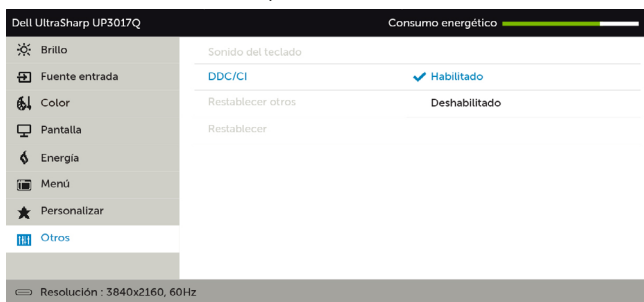 Dell UltraSharp UP3017Q
Consumo energético
Brillo
Fuente entrada
Color
Pantalla
Energía
Menú
Personalizar
Otros
Sonido del teclado
DDC/CI
Habilitado
Restablecer otros
Deshabilitado
Restablecer
Resolución : 3840x2160, 60Hz